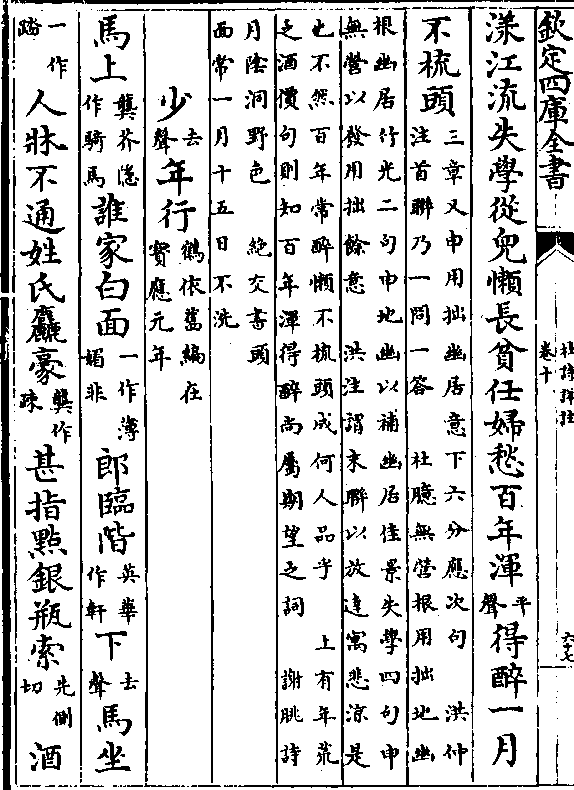 欽定四庫全書
杜詩詳註
卷十
六十七
漾江流失學從兒懶長貧任婦愁百年渾平聲得醉一月
不梳頭
三章又申用拙幽居意下六分應次句 洪仲
注首聯乃一問一答 杜臆無營根用拙地幽
根幽居竹光二句申地幽以補幽居佳景失學四句申
無營以發用拙餘意 洪注謂末聯以放達寓悲涼是
也不然百年常醉懶不梳頭成何人品乎 上有年荒
之酒價句則知百年渾得醉尚屬期望之詞 謝朓詩
月陰洞野色 絶交書頭
面常一月十五日不洗
少去聲年行鶴依舊編在寳應元年
馬上龔芥隱作騎馬誰家白面一作薄媚非郎臨階英華作軒下去聲馬坐
一作踏人牀不通姓氏麤豪龔作疎甚指點銀瓶索先側切酒